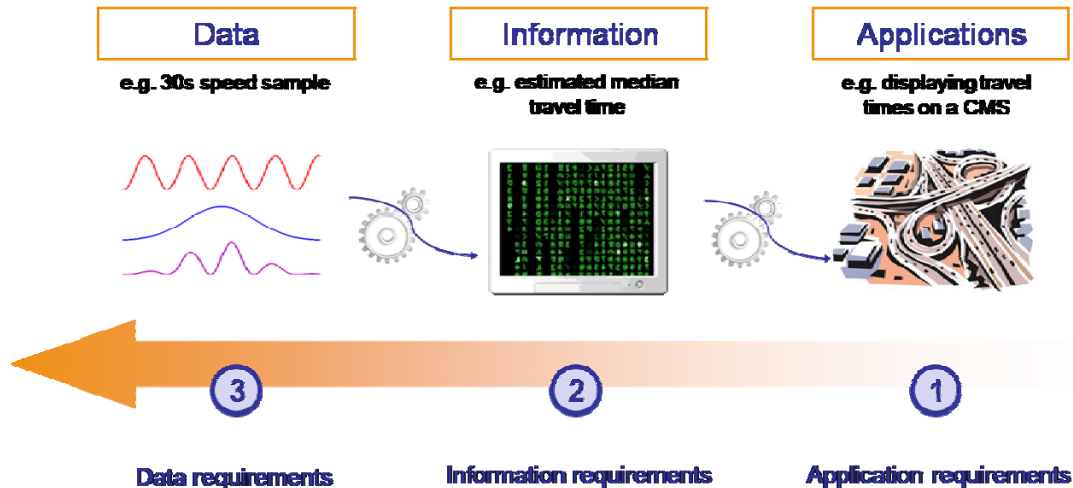 Data
Information
Applications
e.g. 30s speed sample
e.g. estimated median
travel time
e.g. displaying travel
times on a CMS
3
2
1
Data requirements
Information requirements
Application requirements